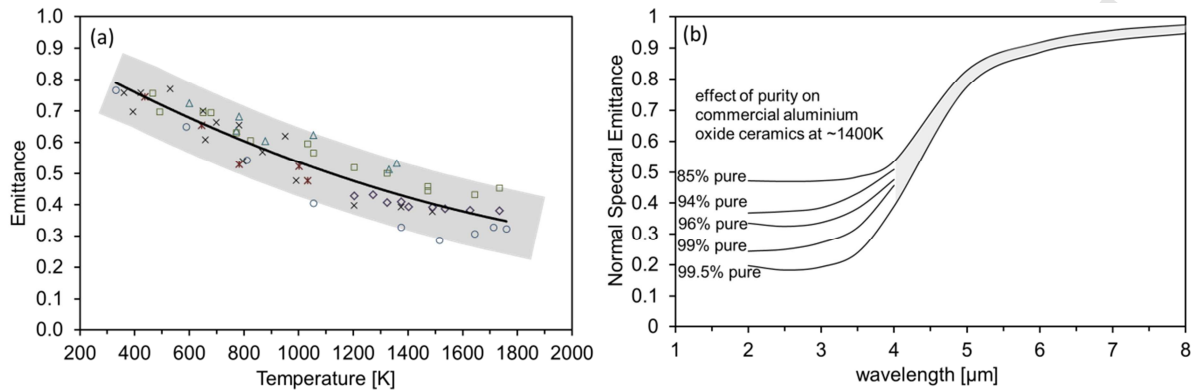 (a)
Emittance
1.0
0.9
0.8
0.7
0.6
0.5
0.4
0.3
0.2
0.1
0.0
200 400 600 800 1000 1200 1400 1600 1800 2000
Temperature [K]
(b)
Normal Spectral Emittance
1
0.9
0.8
0.7
0.6
0.5
0.4
0.3
0.2
0.1
0
effect of purity on
commercial aluminium
oxide ceramics at ~1400K
85% pure
94% pure
96% pure
99% pure
99.5% pure
1 2 3 4 5 6 7 8
wavelength [µm]